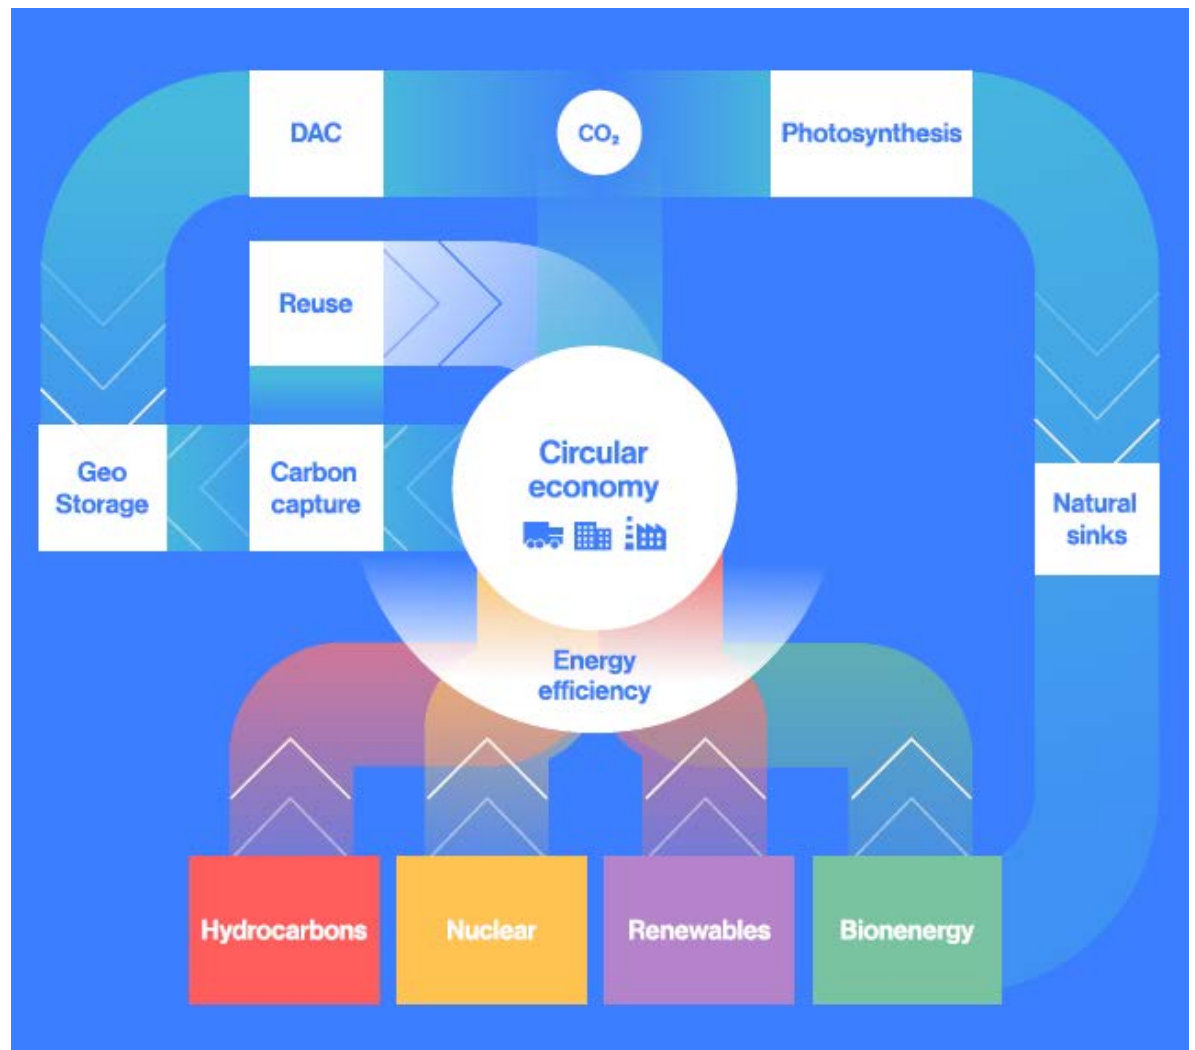 DAC
CO₂
Photosynthesis
Reuse
Geo
Storage
Carbon
capture
Circular
economy
Natural
sinks
Energy
efficiency
Hydrocarbons
Nuclear
Renewables
Bionenergy